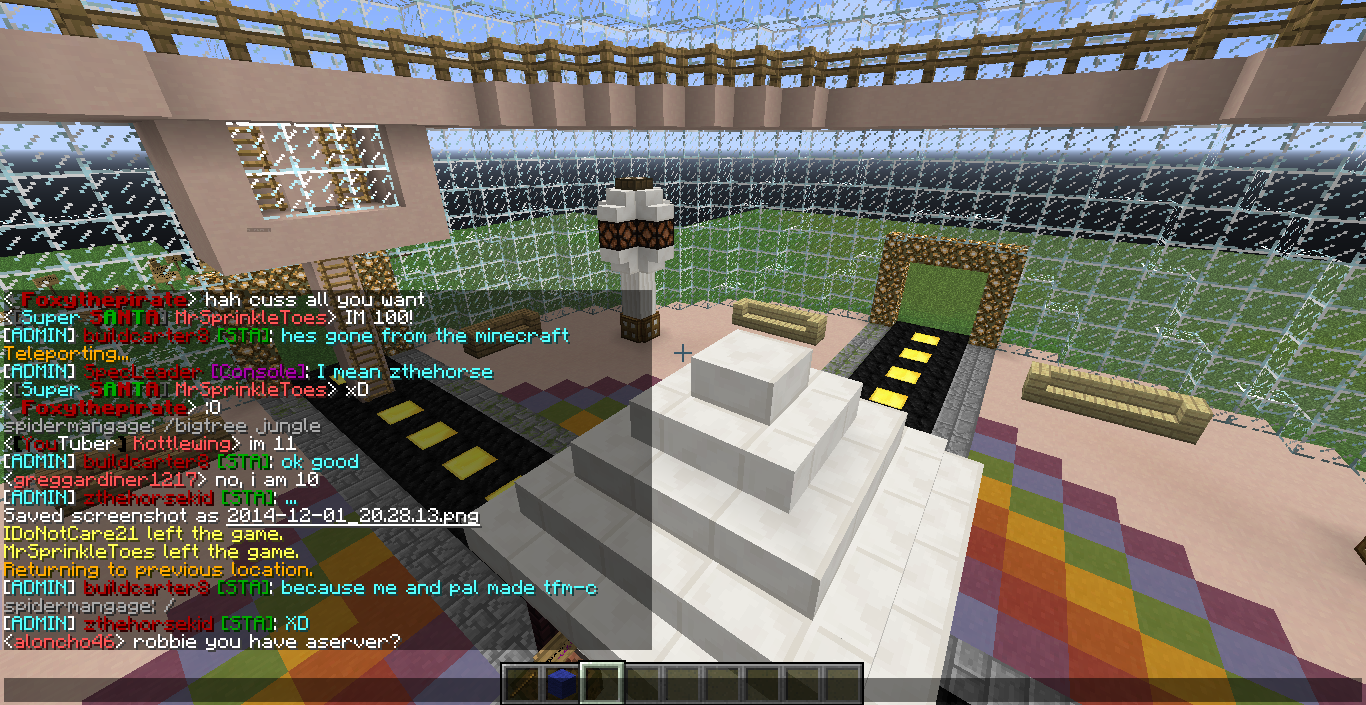 < Foxythepirate> hah cuss all you want
<[Super SANTA] MrSprinkleToes> IM 100!
[ADMIN] buildcarter8 [STA]: hes gone from the minecraft
Teleporting...
[ADMIN] SpecLeader [Console]: I mean zthehorse
<[Super SANTA] MrSprinkleToes> xD
< Foxythepirate> :O
spidermangage: /bigtree jungle
<[YouTuber] Kottlewing> im 11
[ADMIN] buildcarter8 [STA]: ok good
<greggardiner1217> no, i am 10
[ADMIN] zthehorsekid [STA]: ...
Saved screenshot as 2014-12-01_20.28.13.png
IDoNotCare21 left the game.
MrSprinkleToes left the game.
Returning to previous location.
[ADMIN] buildcarter8 [STA]: because me and pal made tfm-c
spidermangage: /
[ADMIN] zthehorsekid [STA]: XD
<aloncho46> robbie you have aserver?